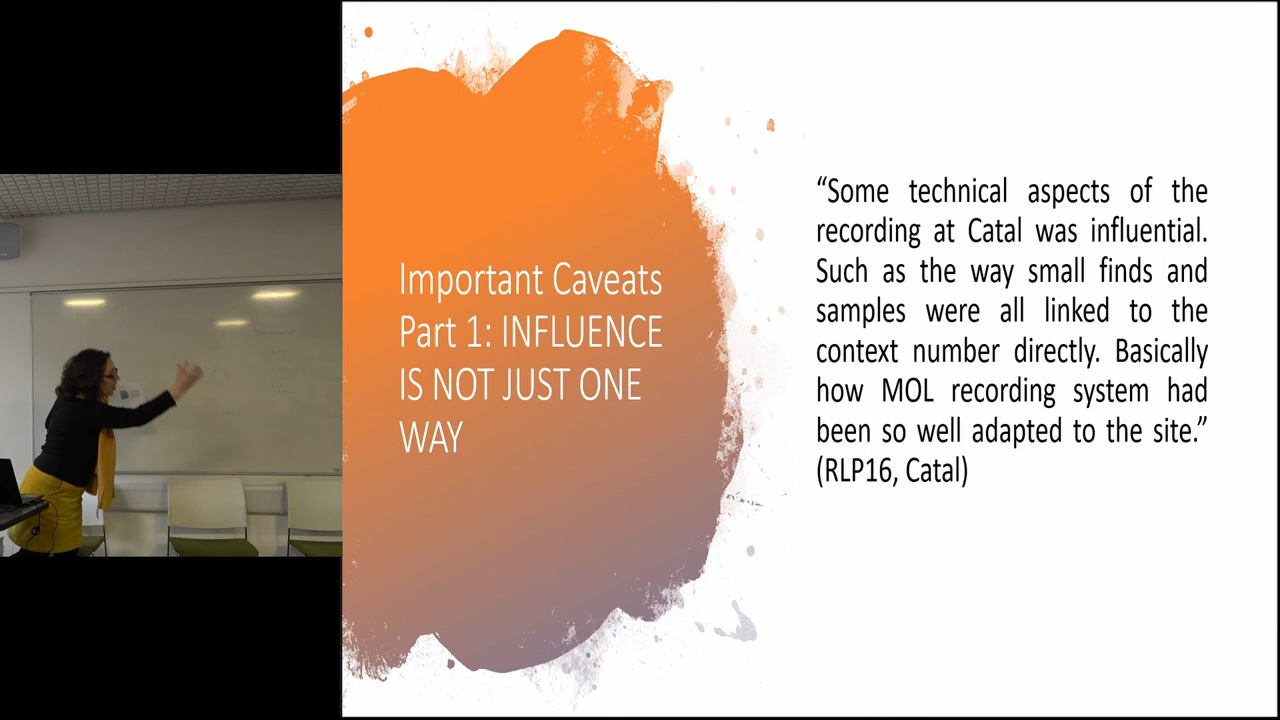 Important Caveats
Part 1: INFLUENCE
IS NOT JUST ONE
WAY
“Some technical aspects of the
recording at Catal was influential.
Such as the way small finds and
samples were all linked to the
context number directly. Basically
how MOL recording system had
been so well adapted to the site.”
(RLP16, Catal)